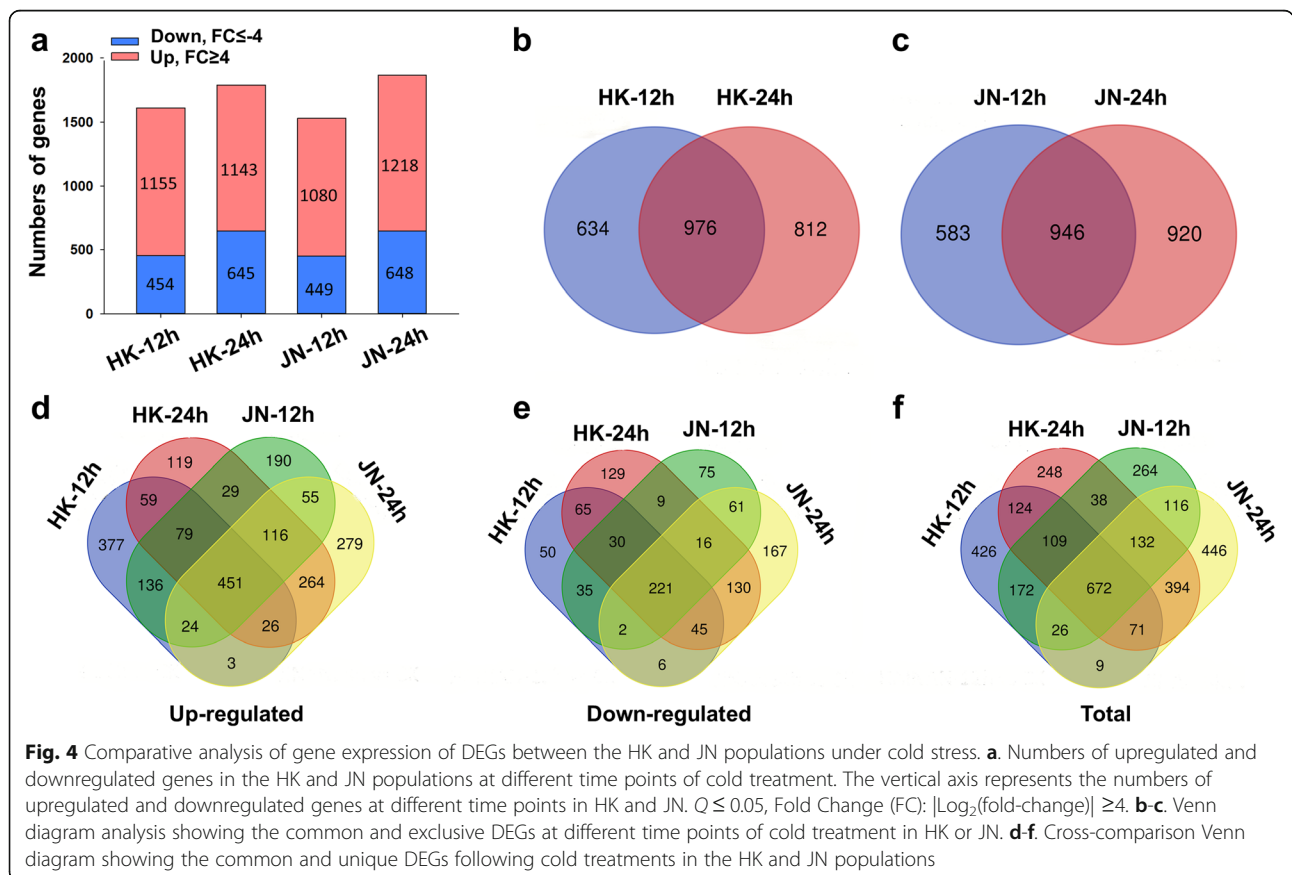 a
Down, FC≤-4
Up, FC≥4
Numbers of genes
2000
1500
1000
500
0
1155
1143
1080
1218
454
645
449
648
HK-12h
HK-24h
JN-12h
JN-24h
b
HK-12h
HK-24h
634
976
812
c
JN-12h
JN-24h
583
946
920
d
HK-12h
HK-24h
JN-12h
JN-24h
119
190
59
29
55
377
79
116
279
136
451
264
24
26
3
Up-regulated
e
HK-12h
HK-24h
JN-12h
JN-24h
129
75
65
9
61
50
30
16
167
35
221
130
2
45
6
Down-regulated
f
HK-12h
HK-24h
JN-12h
JN-24h
248
264
124
38
116
426
109
132
446
172
672
394
26
71
9
Total
Fig. 4 Comparative analysis of gene expression of DEGs between the HK and JN populations under cold stress. a. Numbers of upregulated and
downregulated genes in the HK and JN populations at different time points of cold treatment. The vertical axis represents the numbers of
upregulated and downregulated genes at different time points in HK and JN. Q ≤ 0.05, Fold Change (FC): |Log₂(fold-change)| ≥4. b-c. Venn
diagram analysis showing the common and exclusive DEGs at different time points of cold treatment in HK or JN. d-f. Cross-comparison Venn
diagram showing the common and unique DEGs following cold treatments in the HK and JN populations